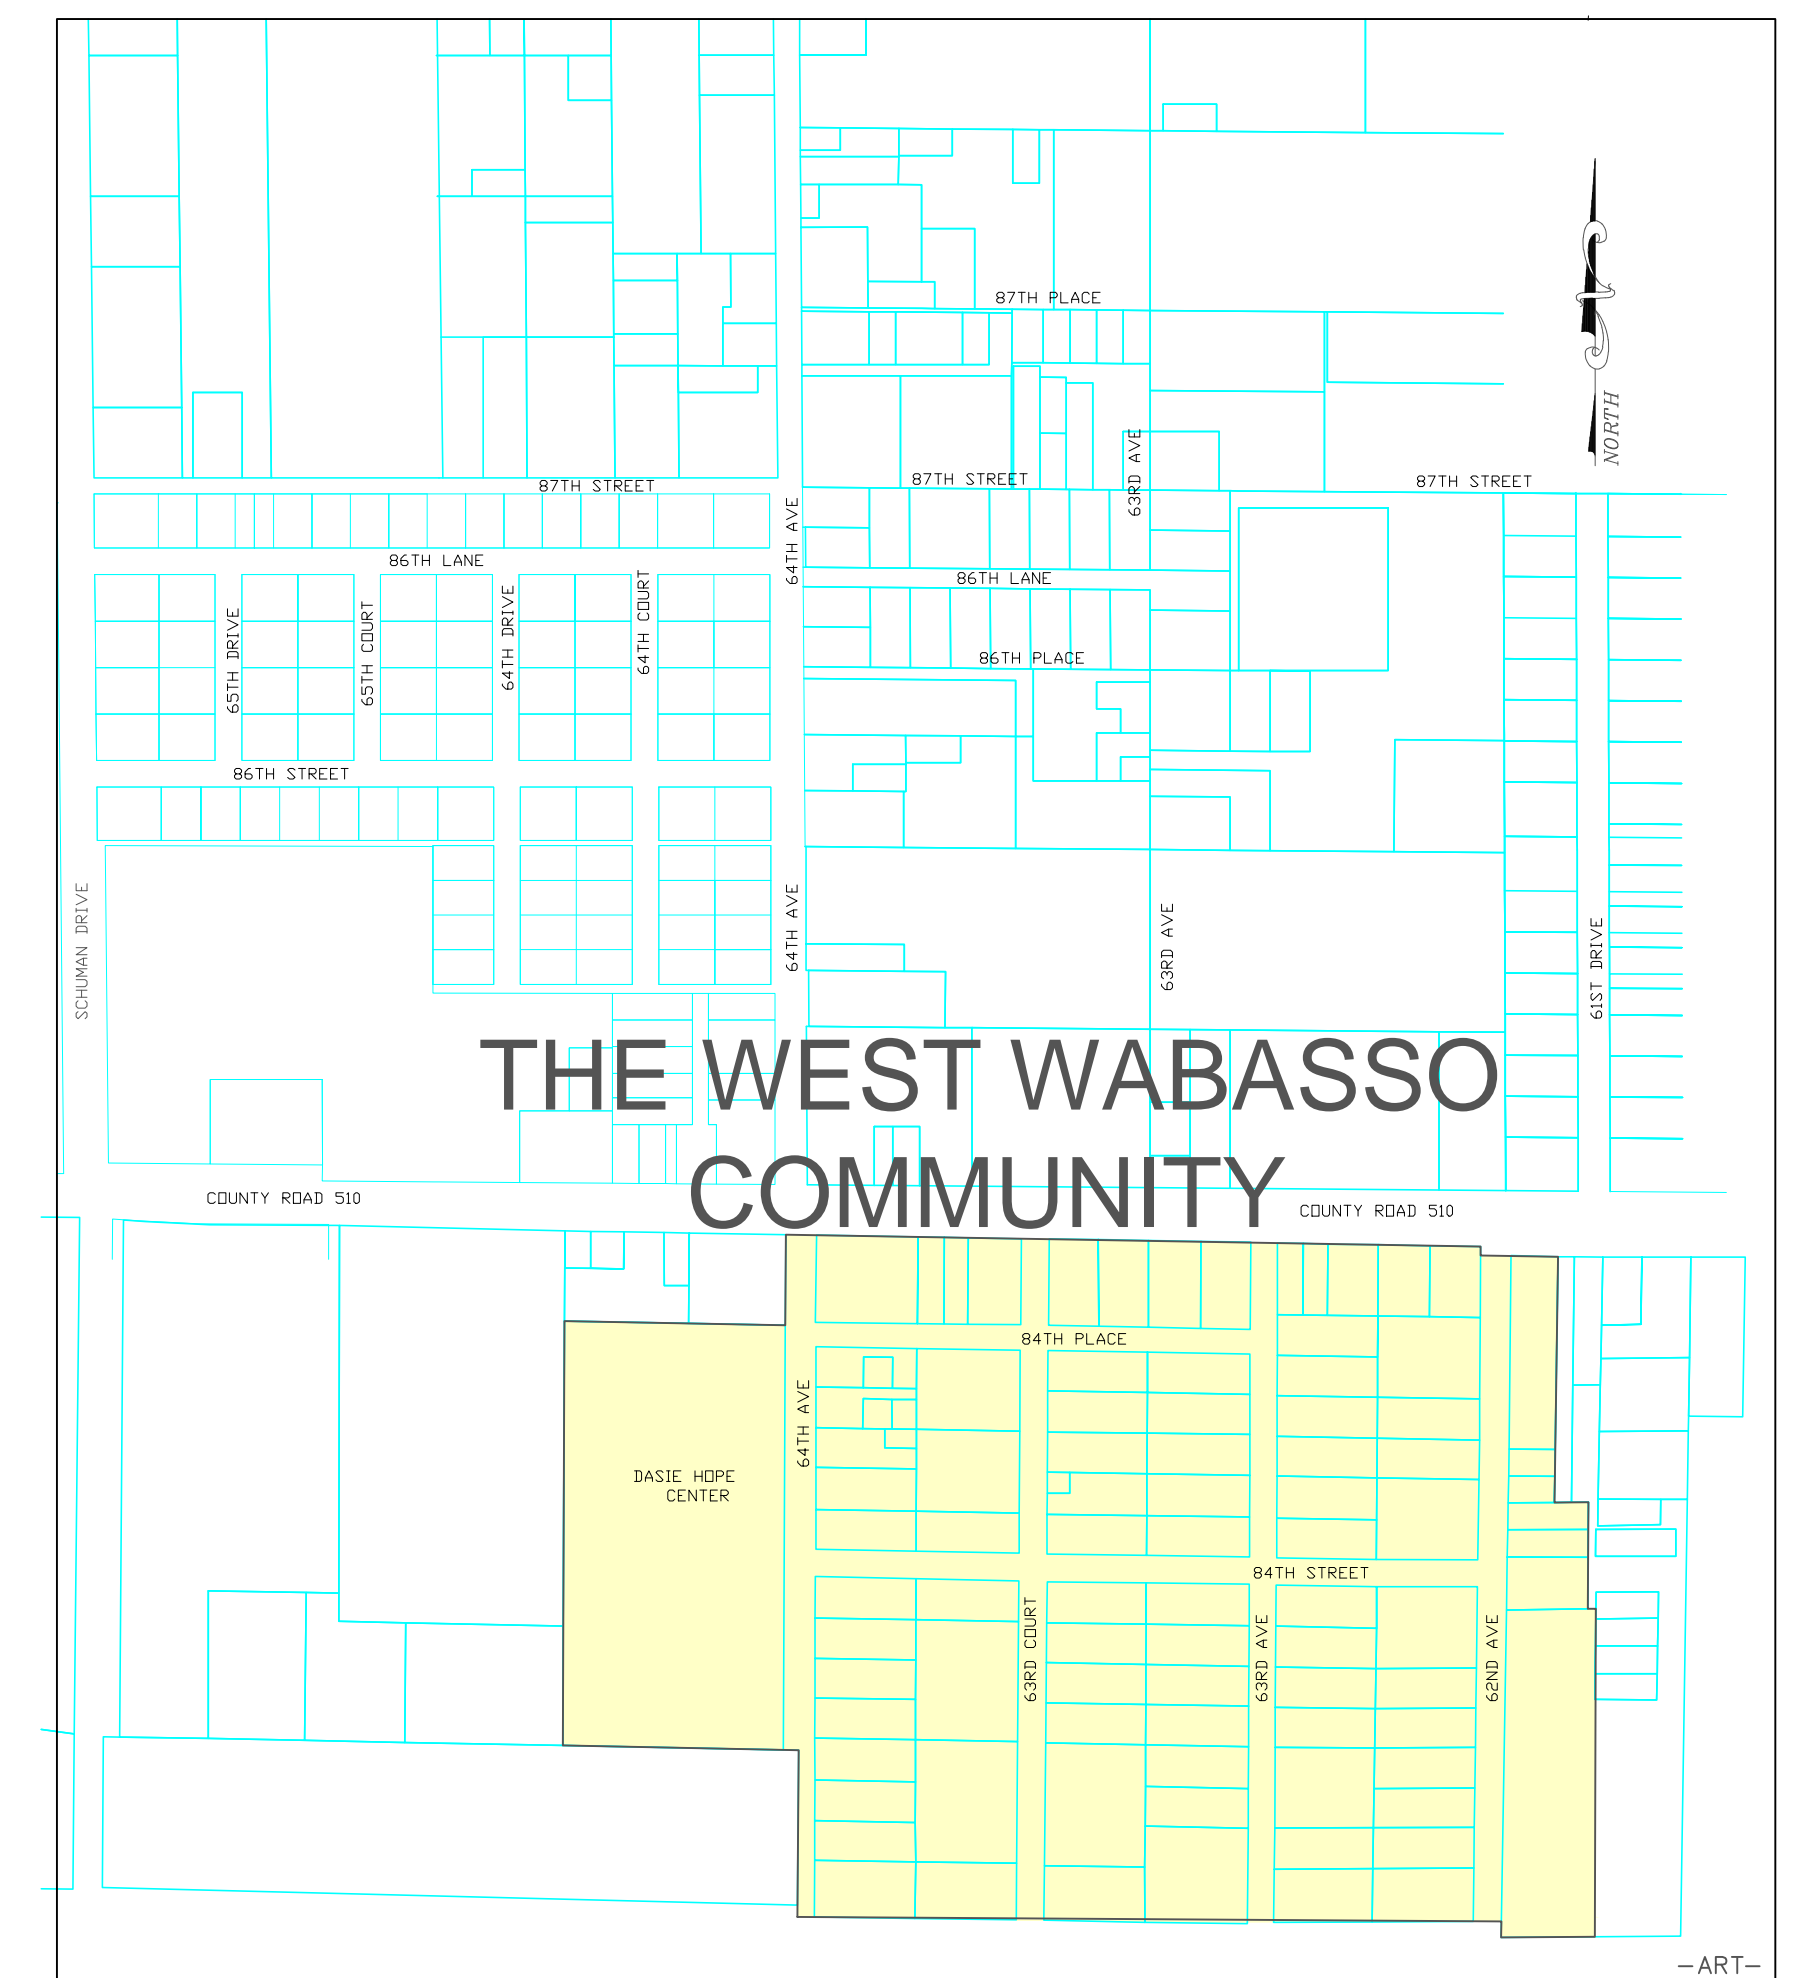 87TH PLACE
NORTH
63RD AVE
87TH STREET
87TH STREET
87TH STREET
64TH AVE
86TH LANE
86TH LANE
65TH DRIVE
65TH COURT
64TH DRIVE
64TH COURT
86TH PLACE
86TH STREET
SCHUMAN DRIVE
64TH AVE
63RD AVE
61ST DRIVE
THE WEST WABASSO
COMMUNITY
COUNTY ROAD 510
COUNTY ROAD 510
84TH PLACE
64TH AVE
DASIE HOPE
CENTER
84TH STREET
63RD COURT
63RD AVE
62ND AVE
-ART-